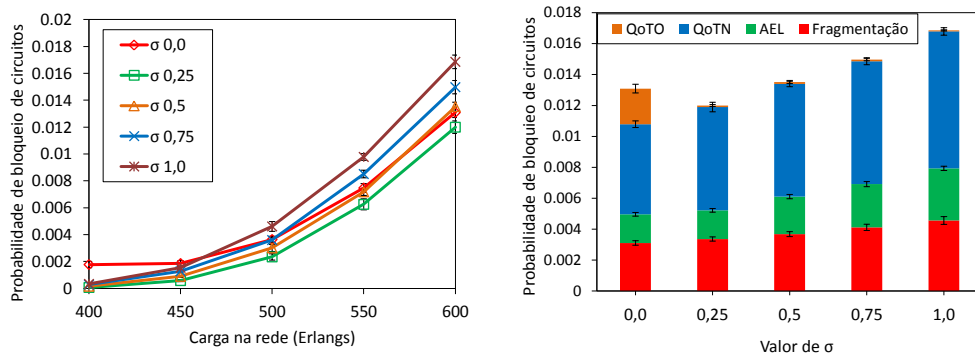 Probabilidade de bloqueio de circuitos
0.02
0.018
0.016
0.014
0.012
0.01
0.008
0.006
0.004
0.002
0
σ 0,0
σ 0,25
σ 0,5
σ 0,75
σ 1,0
400
450
500
550
600
Carga na rede (Erlangs)
Probabilidade de bloquieo de circuitos
0.018
0.016
0.014
0.012
0.01
0.008
0.006
0.004
0.002
0
QoTO
QoTN
AEL
Fragmentação
0,0
0,25
0,5
0,75
1,0
Valor de σ